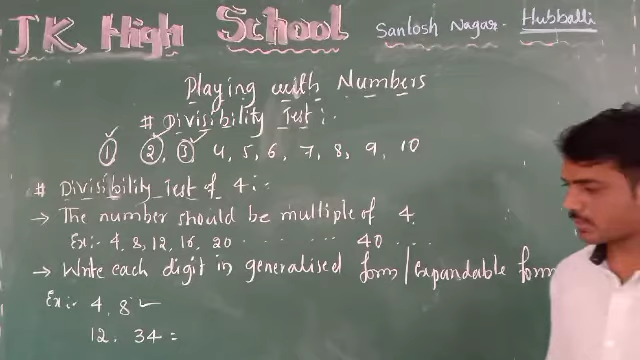 JK High School Santosh Nagar- Hubballi
Playing with Numbers
# Divisibility Test :-
1 2, 3 4, 5, 6, 7, 8, 9, 10
# Divisibility Test of 4 :-
→ The number should be multiple of 4.
Ex:- 4, 8, 12, 16, 20 ........ 40 ....
→ Write each digit in generalised form / Expandable form
Ex:- 4, 8
12, 34 =